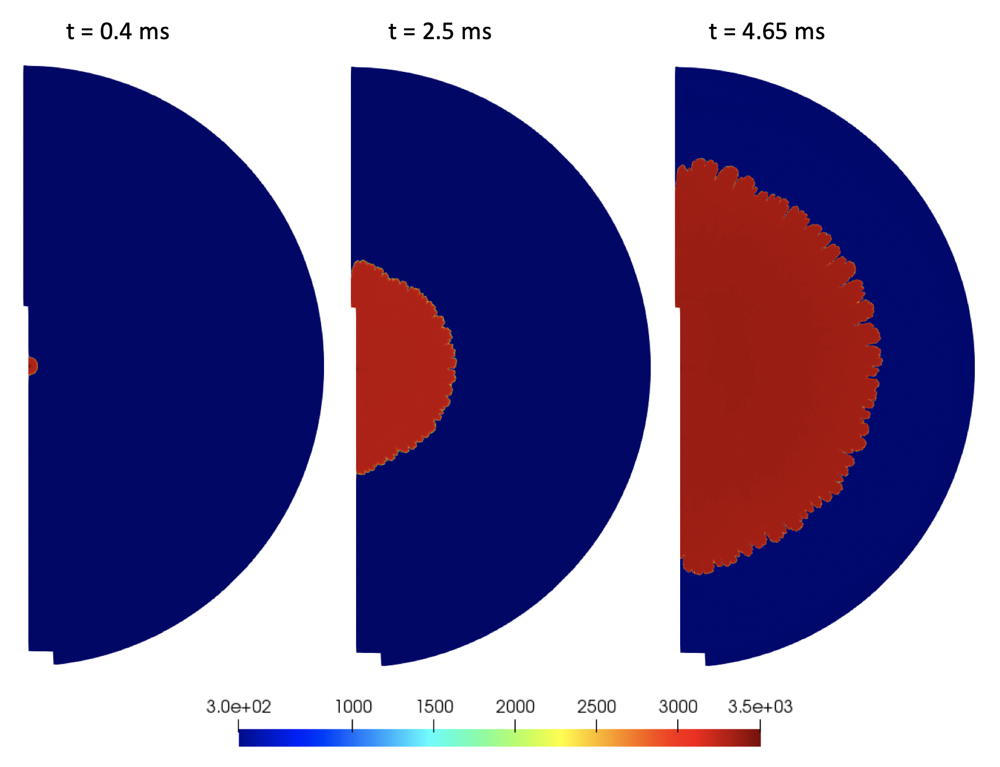 t = 0.4 ms
t = 2.5 ms
t = 4.65 ms
3.0e+02 1000 1500 2000 2500 3000 3.5e+03